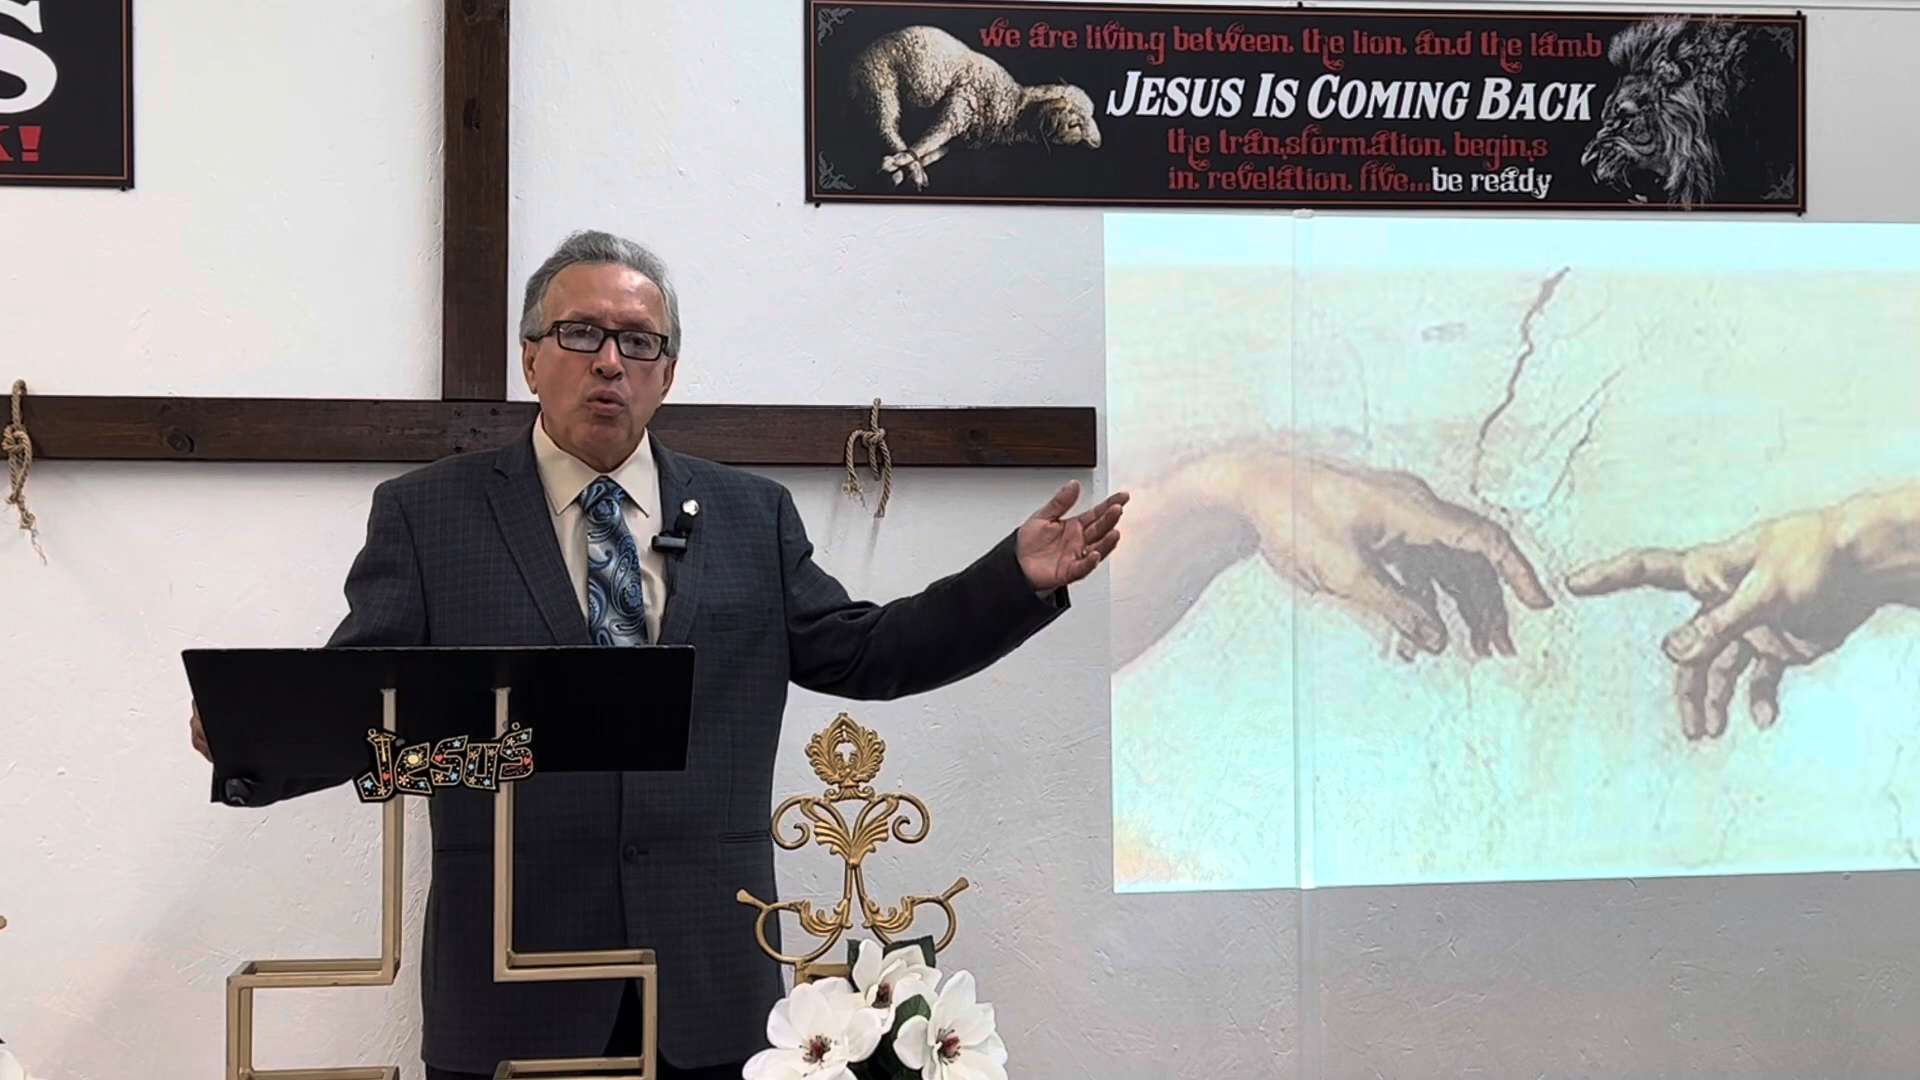 S
K!
we are living between the lion and the lamb
JESUS IS COMING BACK
the transformation begins
in revelation five...be ready
Jesus